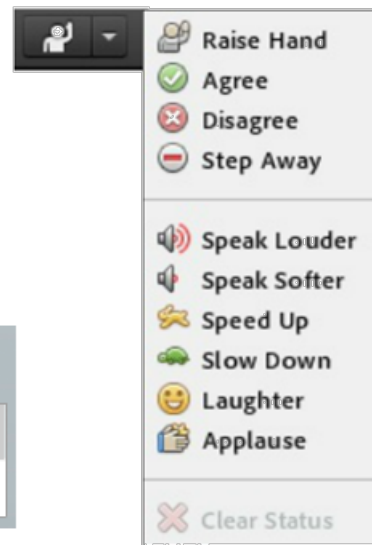 Raise Hand
Agree
Disagree
Step Away
Speak Louder
Speak Softer
Speed Up
Slow Down
Laughter
Applause
Clear Status